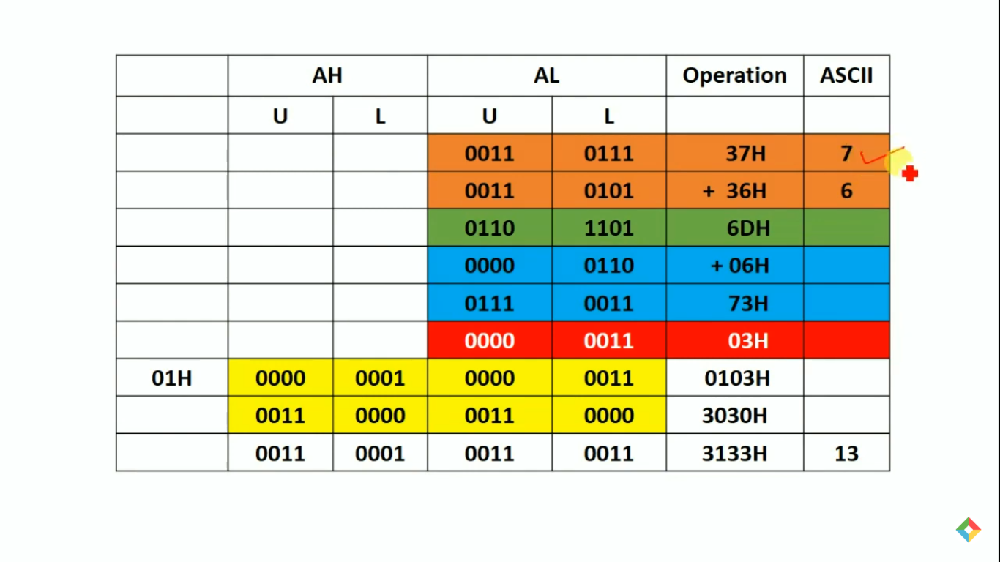 AH AL Operation ASCII
U L U L
0011 0111 37H 7
0011 0101 + 36H 6
0110 1101 6DH
0000 0110 + 06H
0111 0011 73H
0000 0011 03H
01H 0000 0001 0000 0011 0103H
0011 0000 0011 0000 3030H
0011 0001 0011 0011 3133H 13